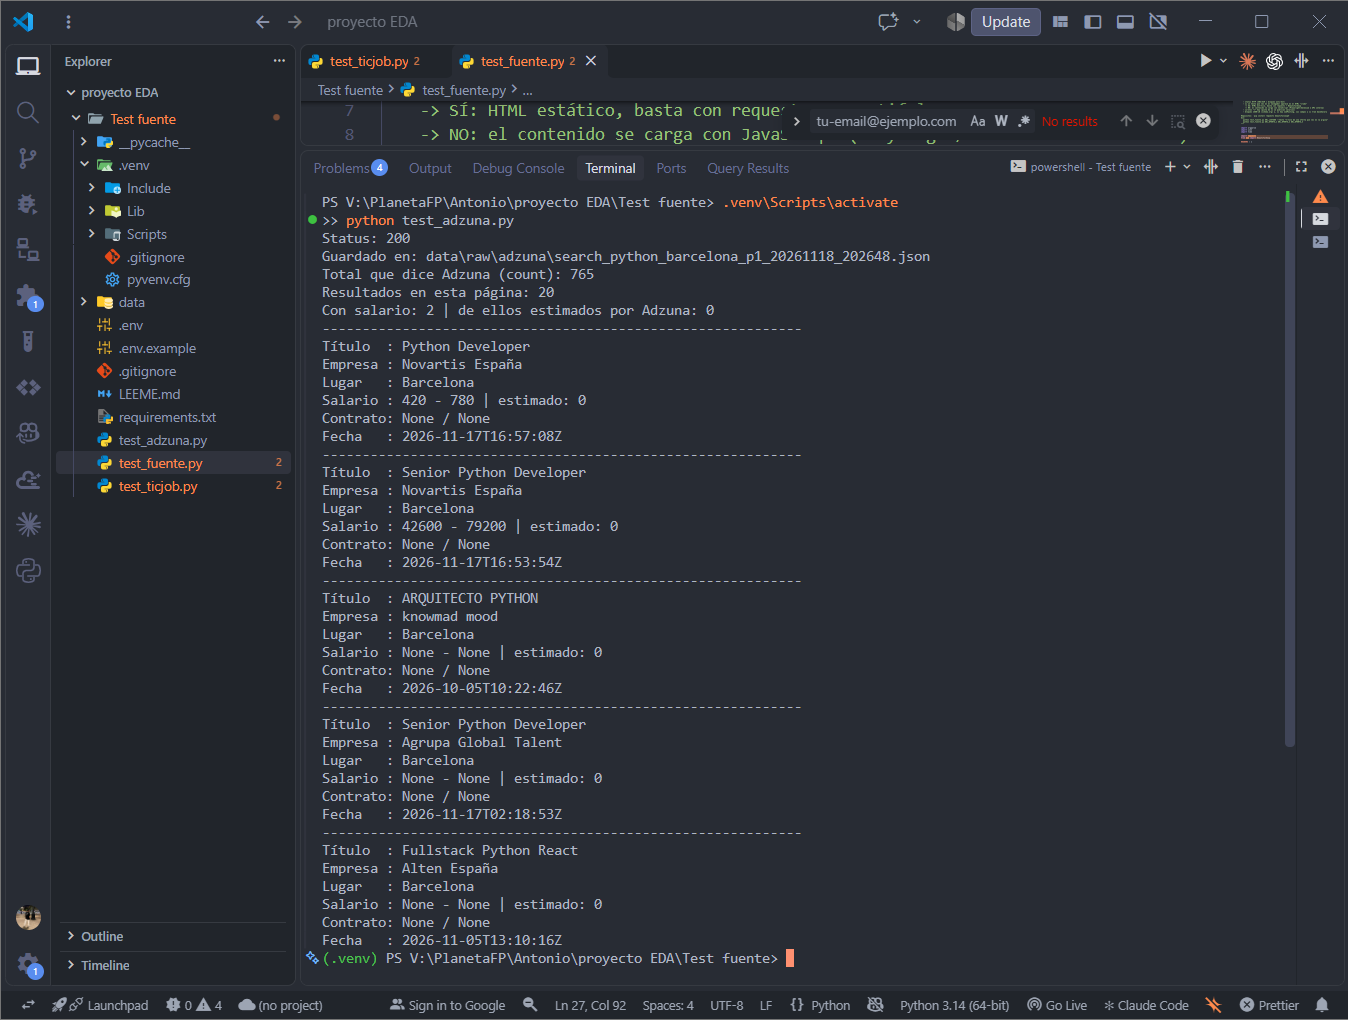 proyecto EDA
Update
Explorer
proyecto EDA
Test fuente
__pycache__
.venv
Include
Lib
Scripts
.gitignore
pyvenv.cfg
data
.env
.env.example
.gitignore
LEEME.md
requirements.txt
test_adzuna.py
test_fuente.py 2
test_ticjob.py 2
Outline
Timeline
1
1
test_ticjob.py 2
test_fuente.py 2
Test fuente > test_fuente.py > ...
7 -> SÍ: HTML estático, basta con reque
8 -> NO: el contenido se carga con
tu-email@ejemplo.com Aa W No results
Problems 4 Output Debug Console Terminal Ports Query Results
powershell - Test fuente
PS V:\PlanetaFP\Antonio\proyecto EDA\Test fuente> .venv\Scripts\activate
>> python test_adzuna.py
Status: 200
Guardado en: data\raw\adzuna\search_python_barcelona_p1_20261118_202648.json
Total que dice Adzuna (count): 765
Resultados en esta página: 20
Con salario: 2 | de ellos estimados por Adzuna: 0
------------------------------------------------------------
Título : Python Developer
Empresa : Novartis España
Lugar : Barcelona
Salario : 420 - 780 | estimado: 0
Contrato: None / None
Fecha : 2026-11-17T16:57:08Z
------------------------------------------------------------
Título : Senior Python Developer
Empresa : Novartis España
Lugar : Barcelona
Salario : 42600 - 79200 | estimado: 0
Contrato: None / None
Fecha : 2026-11-17T16:53:54Z
------------------------------------------------------------
Título : ARQUITECTO PYTHON
Empresa : knowmad mood
Lugar : Barcelona
Salario : None - None | estimado: 0
Contrato: None / None
Fecha : 2026-10-05T10:22:46Z
------------------------------------------------------------
Título : Senior Python Developer
Empresa : Agrupa Global Talent
Lugar : Barcelona
Salario : None - None | estimado: 0
Contrato: None / None
Fecha : 2026-11-17T02:18:53Z
------------------------------------------------------------
Título : Fullstack Python React
Empresa : Alten España
Lugar : Barcelona
Salario : None - None | estimado: 0
Contrato: None / None
Fecha : 2026-11-05T13:10:16Z
(.venv) PS V:\PlanetaFP\Antonio\proyecto EDA\Test fuente>
Launchpad 0 4 (no project) Sign in to Google Ln 27, Col 92 Spaces: 4 UTF-8 LF {} Python Python 3.14 (64-bit) Go Live Claude Code Prettier